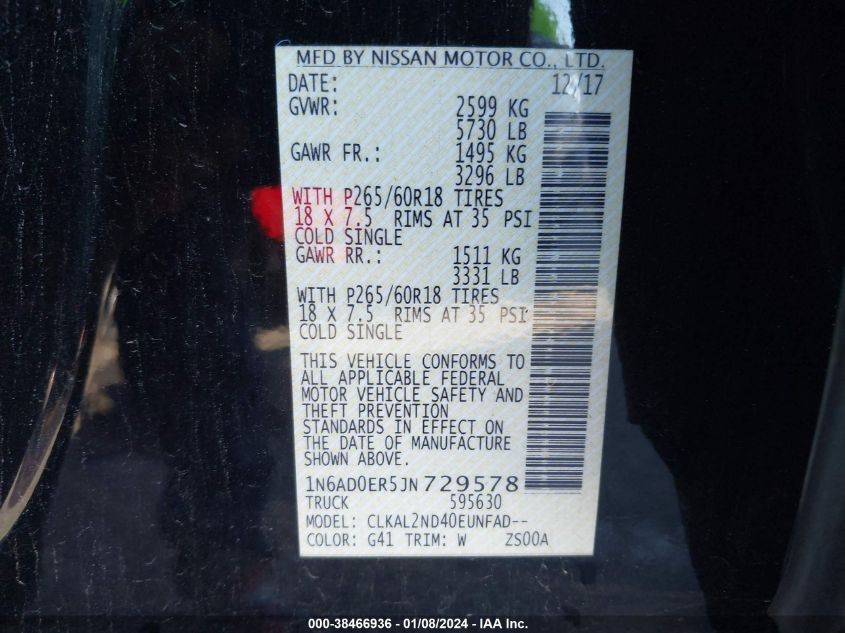 MFD BY NISSAN MOTOR CO., LTD.
DATE: 12/17
GVWR: 2599 KG
5730 LB
GAWR FR.: 1495 KG
3296 LB
WITH P265/60R18 TIRES
18 X 7.5 RIMS AT 35 PSI
COLD SINGLE
GAWR RR.: 1511 KG
3331 LB
WITH P265/60R18 TIRES
18 X 7.5 RIMS AT 35 PSI
COLD SINGLE
THIS VEHICLE CONFORMS TO
ALL APPLICABLE FEDERAL
MOTOR VEHICLE SAFETY AND
THEFT PREVENTION
STANDARDS IN EFFECT ON
THE DATE OF MANUFACTURE
SHOWN ABOVE.
1N6AD0ER5JN729578
TRUCK 595630
MODEL: CLKAL2ND40EUNFAD--
COLOR: G41 TRIM: W ZS00A
000-38466936 - 01/08/2024 - IAA Inc.